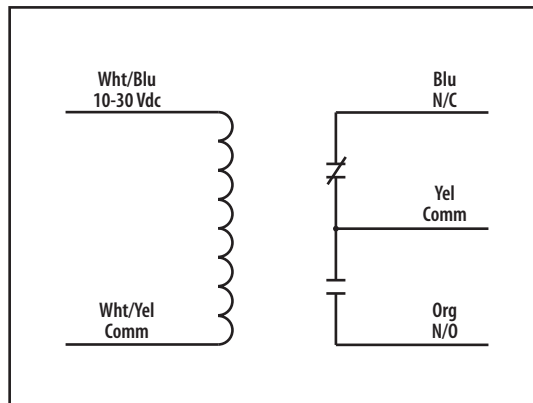 Wht/Blu
10-30 Vdc
Blu
N/C
Yel
Comm
Wht/Yel
Comm
Org
N/O